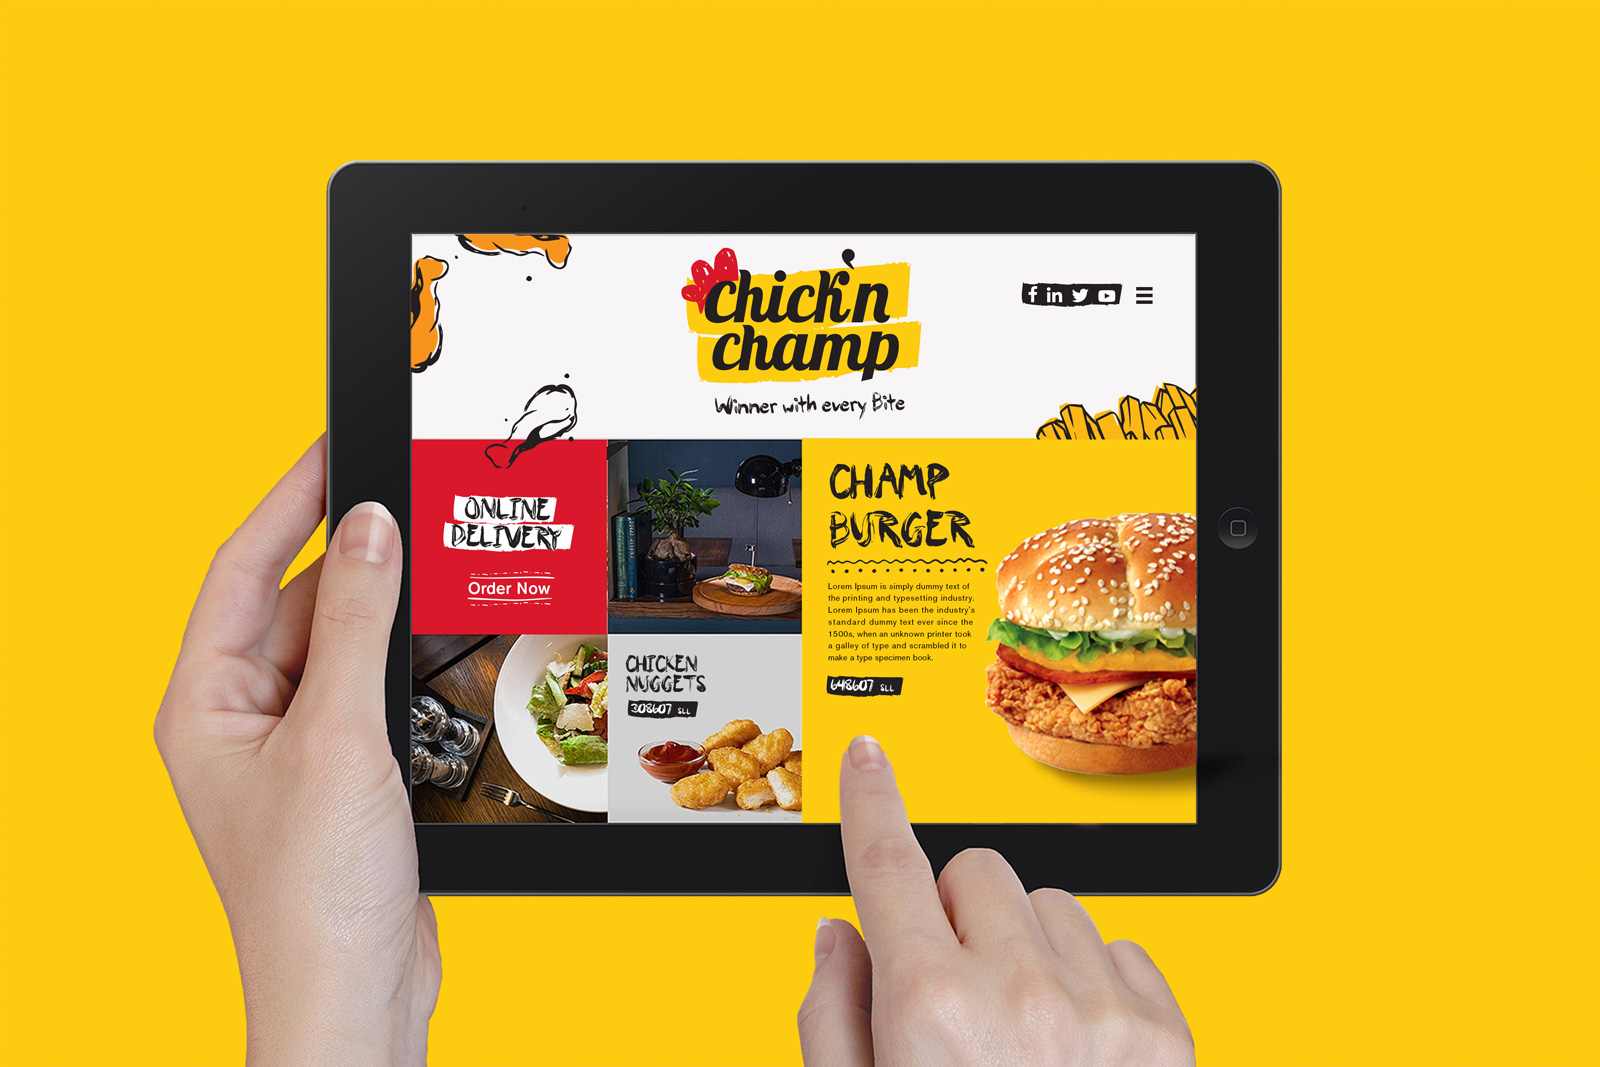 chick'n
champ
Winner with every Bite
f in
ONLINE
DELIVERY
Order Now
CHICKEN
NUGGETS
308607 SLL
CHAMP
BURGER
Lorem Ipsum is simply dummy text of
the printing and typesetting industry.
Lorem Ipsum has been the industry's
standard dummy text ever since the
1500s, when an unknown printer took
a galley of type and scrambled it to
make a type specimen book.
648607 SLL